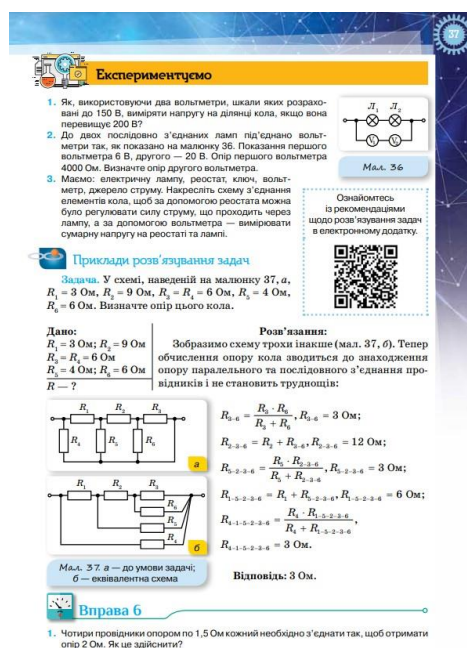 37
Експериментуємо
1. Як, використовуючи два вольтметри, шкали яких розрахо-
вані до 150 В, виміряти напругу на ділянці кола, якщо вона
перевищує 200 В?
2. До двох послідовно з'єднаних ламп під'єднано вольт-
метри так, як показано на малюнку 36. Показання першого
вольтметра 6 В, другого — 20 В. Опір першого вольтметра
4000 Ом. Визначте опір другого вольтметра.
3. Маємо: електричну лампу, реостат, ключ, вольт-
метр, джерело струму. Накресліть схему з'єднання
елементів кола, щоб за допомогою реостата можна
було регулювати силу струму, що проходить через
лампу, а за допомогою вольтметра — вимірювати
сумарну напругу на реостаті та лампі.
Л₁ Л₂
V₁ V₂
Мал. 36
Ознайомтесь
із рекомендаціями
щодо розв'язування задач
в електронному додатку.
Приклади розв'язування задач
Задача. У схемі, наведеній на малюнку 37, а,
R₁ = 3 Ом, R₂ = 9 Ом, R₃ = R₄ = 6 Ом, R₅ = 4 Ом,
R₆ = 6 Ом. Визначте опір цього кола.
Дано:
R₁ = 3 Ом; R₂ = 9 Ом
R₃ = R₄ = 6 Ом
R₅ = 4 Ом; R₆ = 6 Ом
R — ?
Розв'язання:
Зобразимо схему трохи інакше (мал. 37, б). Тепер
обчислення опору кола зводиться до знаходження
опору паралельного та послідовного з'єднання про-
відників і не становить труднощів:
R₁ R₂ R₃
R₄ R₅ R₆
а
R₁ R₂ R₃
R₆
R₅
R₄
б
Мал. 37. а — до умови задачі;
б — еквівалентна схема
R₃₋₆ = R₃ · R₆ / R₃ + R₆, R₃₋₆ = 3 Ом;
R₂₋₃₋₆ = R₂ + R₃₋₆, R₂₋₃₋₆ = 12 Ом;
R₅₋₂₋₃₋₆ = R₅ · R₂₋₃₋₆ / R₅ + R₂₋₃₋₆, R₅₋₂₋₃₋₆ = 3 Ом;
R₁₋₅₋₂₋₃₋₆ = R₁ + R₅₋₂₋₃₋₆, R₁₋₅₋₂₋₃₋₆ = 6 Ом;
R₄₋₁₋₅₋₂₋₃₋₆ = R₄ · R₁₋₅₋₂₋₃₋₆ / R₄ + R₁₋₅₋₂₋₃₋₆,
R₄₋₁₋₅₋₂₋₃₋₆ = 3 Ом.
Відповідь: 3 Ом.
Вправа 6
1. Чотири провідники опором по 1,5 Ом кожний необхідно з'єднати так, щоб отримати
опір 2 Ом. Як це здійснити?